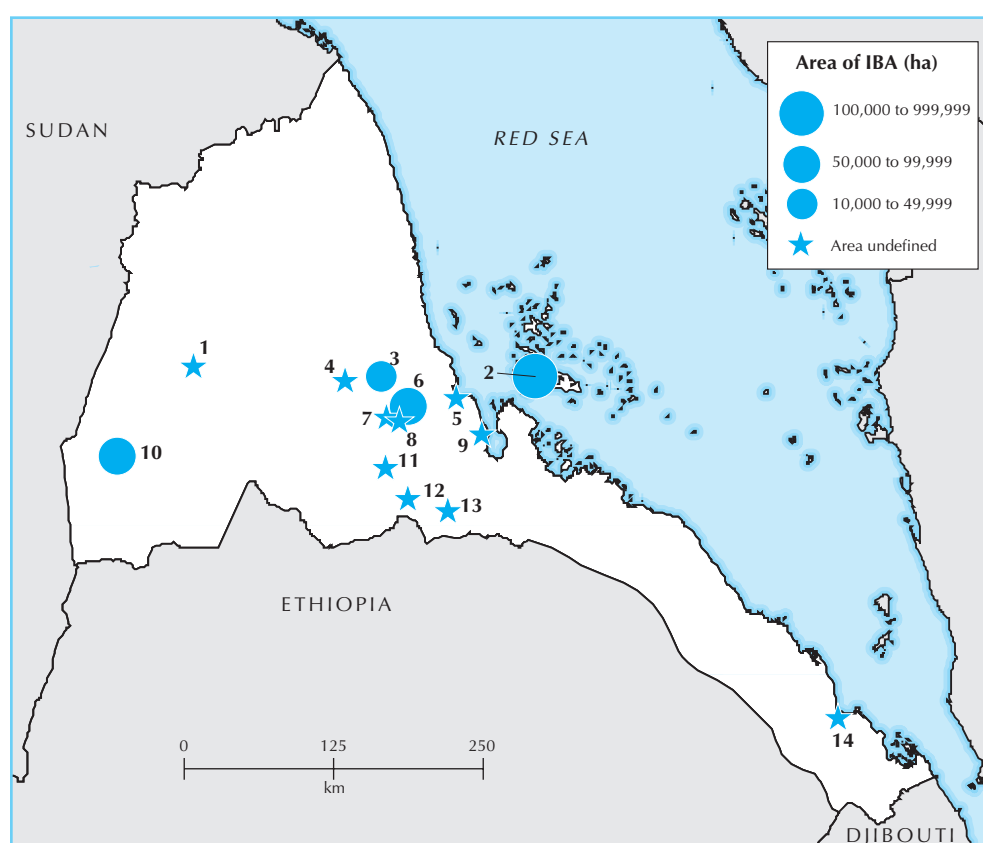 Area of IBA (ha)
100,000 to 999,999
50,000 to 99,999
10,000 to 49,999
Area undefined
SUDAN
RED SEA
1
4
3
6
2
7
8
5
9
10
11
12
13
ETHIOPIA
14
0 125 250
km
DJIBOUTI